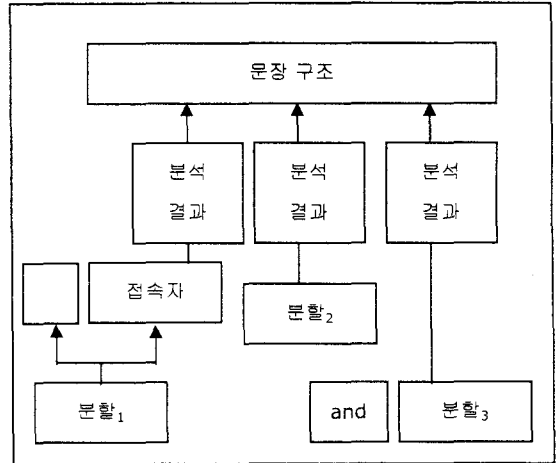 문장 구조
분석 분석 분석
결과 결과 결과
접속자
분할₂
분할₁ and 분할₃